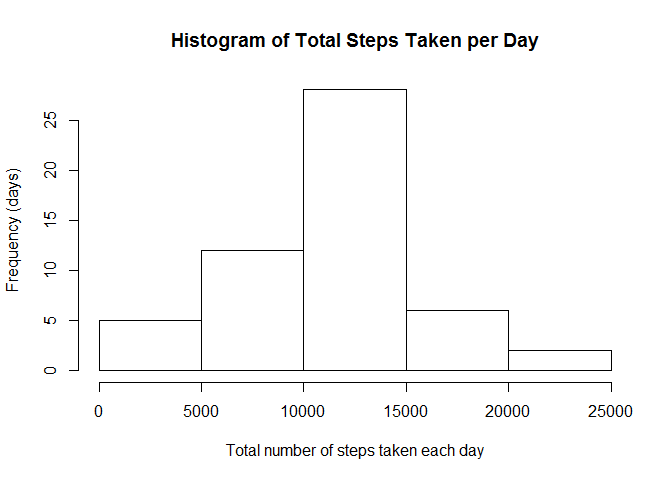 Histogram of Total Steps Taken per Day
Frequency (days)
25
20
15
10
5
0
0 5000 10000 15000 20000 25000
Total number of steps taken each day